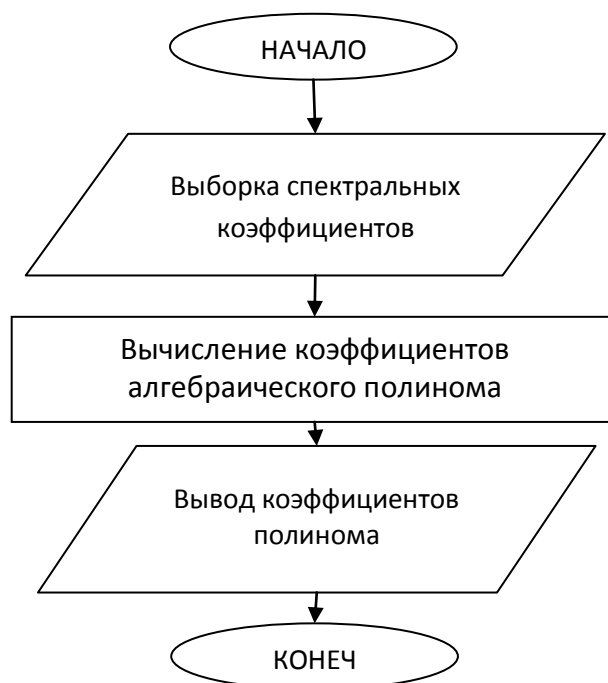 НАЧАЛО
Выборка спектральных
коэффициентов
Вычисление коэффициентов
алгебраического полинома
Вывод коэффициентов
полинома
КОНЕЧ